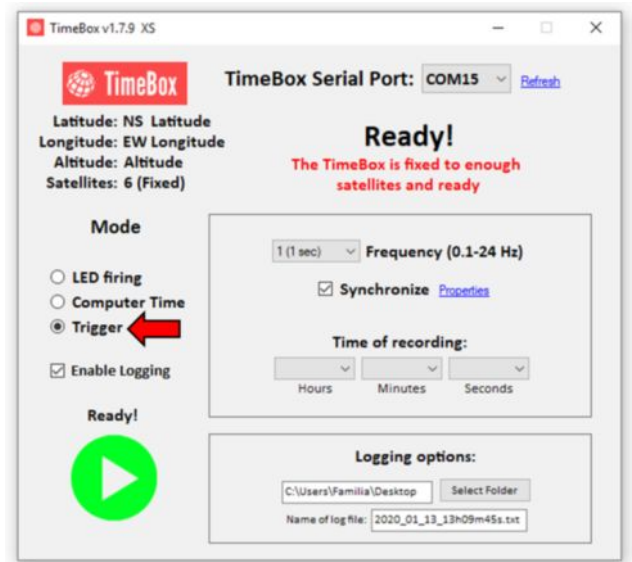 TimeBox v1.7.9 XS
TimeBox
TimeBox Serial Port: COM15 Refresh
Latitude: NS Latitude
Longitude: EW Longitude
Altitude: Altitude
Satellites: 6 (Fixed)
Ready!
The TimeBox is fixed to enough
satellites and ready
Mode
LED firing
Computer Time
Trigger
Enable Logging
Ready!
1 (1 sec) Frequency (0.1-24 Hz)
Synchronize Properties
Time of recording:
Hours Minutes Seconds
Logging options:
C:\Users\Familia\Desktop Select Folder
Name of log file: 2020_01_13_13h09m45s.txt